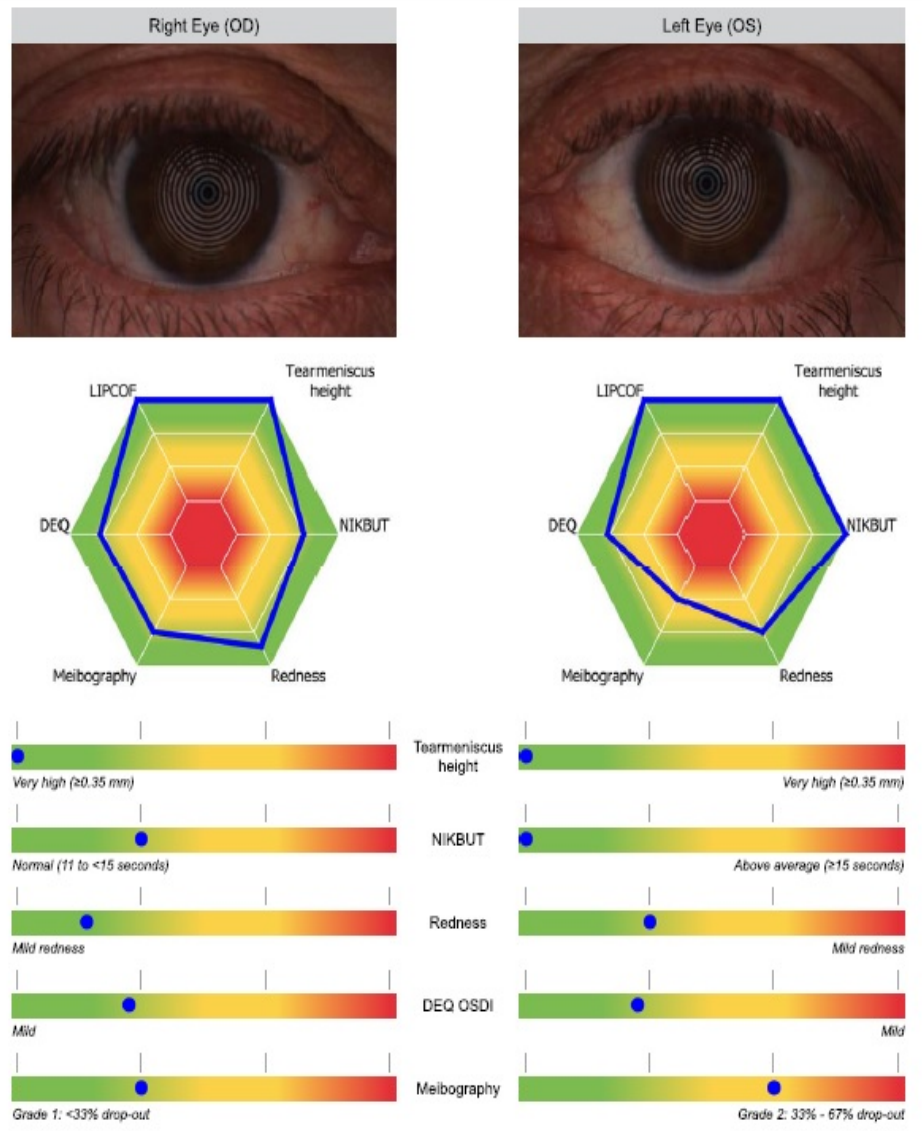 Right Eye (OD)
Left Eye (OS)
Tearmeniscus
height
LIPCOF
DEQ
NIKBUT
Meibography
Redness
Tearmeniscus
height
LIPCOF
DEQ
NIKBUT
Meibography
Redness
Tearmeniscus
height
Very high (≥0.35 mm)
Very high (≥0.35 mm)
NIKBUT
Normal (11 to <15 seconds)
Above average (≥15 seconds)
Redness
Mild redness
Mild redness
DEQ OSDI
Mild
Mild
Meibography
Grade 1: <33% drop-out
Grade 2: 33% - 67% drop-out